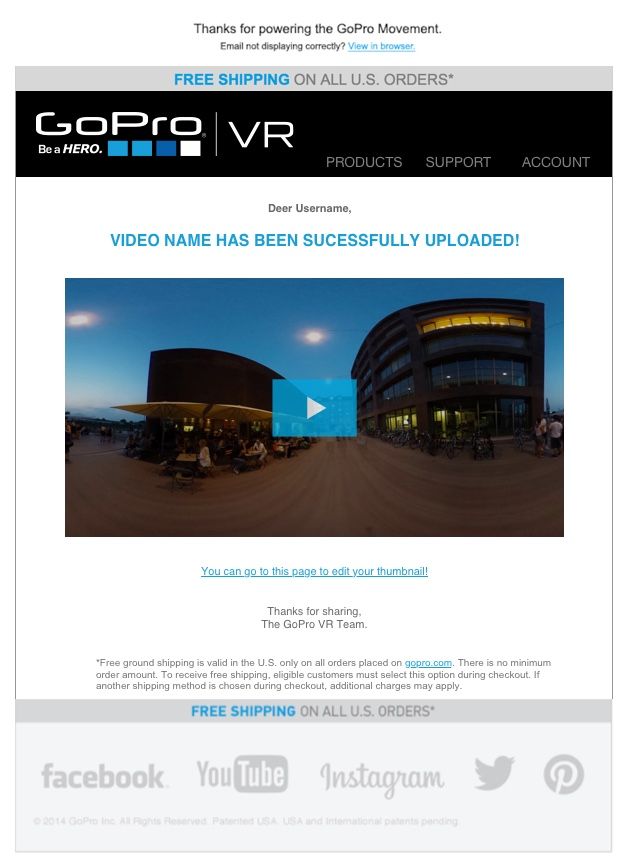 Thanks for powering the GoPro Movement.
Email not displaying correctly? View in browser.
FREE SHIPPING ON ALL U.S. ORDERS*
GoPro® VR
Be a HERO.
PRODUCTS SUPPORT ACCOUNT
Deer Username,
VIDEO NAME HAS BEEN SUCESSFULLY UPLOADED!
You can go to this page to edit your thumbnail!
Thanks for sharing,
The GoPro VR Team.
*Free ground shipping is valid in the U.S. only on all orders placed on gopro.com. There is no minimum
order amount. To receive free shipping, eligible customers must select this option during checkout. If
another shipping method is chosen during checkout, additional charges may apply.
FREE SHIPPING ON ALL U.S. ORDERS*
facebook. YouTube Instagram
© 2014 GoPro Inc. All Rights Reserved. Patented USA. USA and International patents pending.